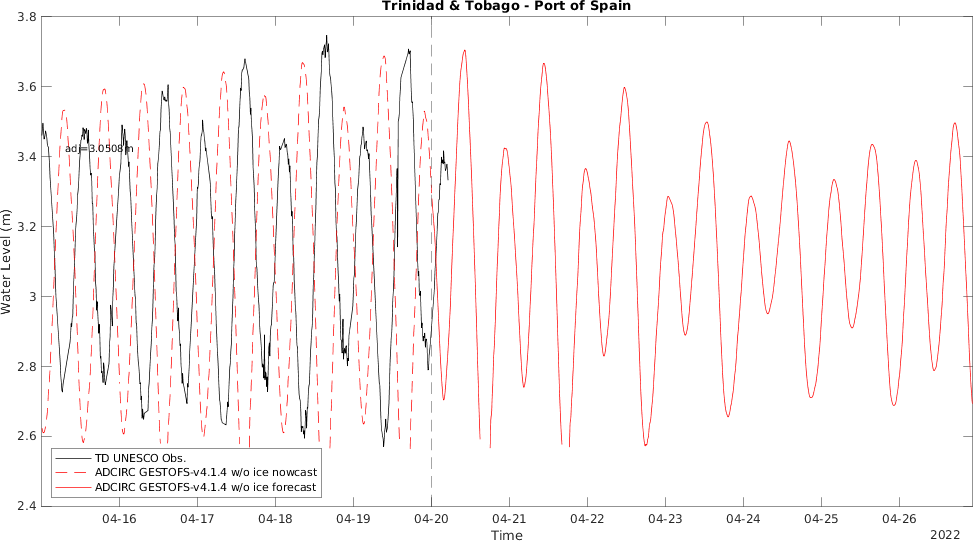 Trinidad & Tobago - Port of Spain
3.8
3.6
3.4
3.2
3
2.8
2.6
2.4
Water Level (m)
adj=3.0508m
TD UNESCO Obs.
ADCIRC GESTOFS-v4.1.4 w/o ice nowcast
ADCIRC GESTOFS-v4.1.4 w/o ice forecast
04-16 04-17 04-18 04-19 04-20 04-21 04-22 04-23 04-24 04-25 04-26
Time
2022